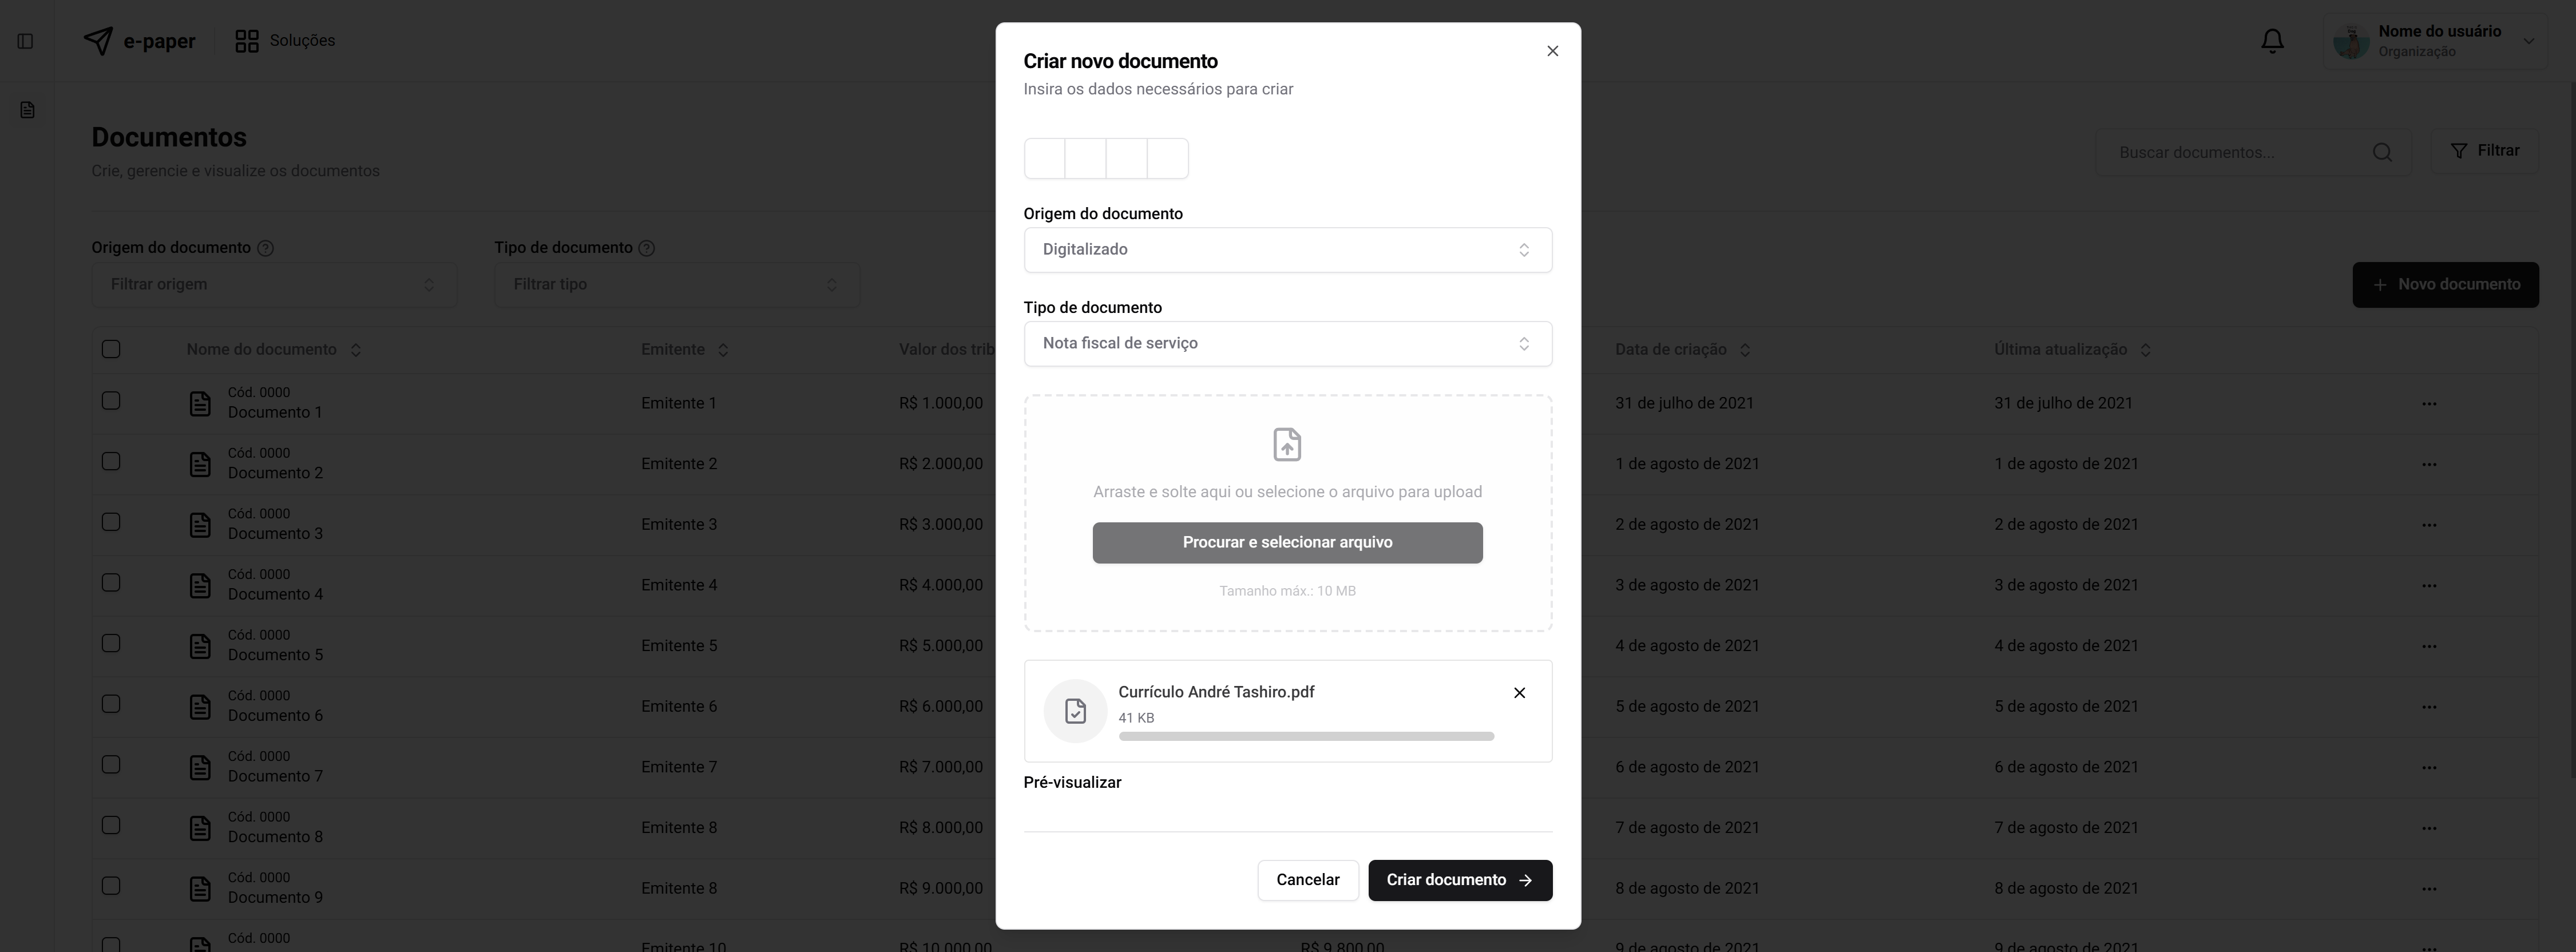 e-paper
Soluções
Nome do usuário
Organização
Documentos
Crie, gerencie e visualize os documentos
Buscar documentos...
Filtrar
Origem do documento
Tipo de documento
Filtrar origem
Filtrar tipo
Novo documento
Nome do documento
Emitente
Valor dos trib
Data de criação
Última atualização
Cód. 0000
Documento 1
Emitente 1
R$ 1.000,00
31 de julho de 2021
31 de julho de 2021
Cód. 0000
Documento 2
Emitente 2
R$ 2.000,00
1 de agosto de 2021
1 de agosto de 2021
Cód. 0000
Documento 3
Emitente 3
R$ 3.000,00
2 de agosto de 2021
2 de agosto de 2021
Cód. 0000
Documento 4
Emitente 4
R$ 4.000,00
3 de agosto de 2021
3 de agosto de 2021
Cód. 0000
Documento 5
Emitente 5
R$ 5.000,00
4 de agosto de 2021
4 de agosto de 2021
Cód. 0000
Documento 6
Emitente 6
R$ 6.000,00
5 de agosto de 2021
5 de agosto de 2021
Cód. 0000
Documento 7
Emitente 7
R$ 7.000,00
6 de agosto de 2021
6 de agosto de 2021
Cód. 0000
Documento 8
Emitente 8
R$ 8.000,00
7 de agosto de 2021
7 de agosto de 2021
Cód. 0000
Documento 9
Emitente 8
R$ 9.000,00
8 de agosto de 2021
8 de agosto de 2021
Cód. 0000
Emitente 10
R$ 10.000,00
R$ 9.800,00
9 de agosto de 2021
9 de agosto de 2021
Criar novo documento
Insira os dados necessários para criar
Origem do documento
Digitalizado
Tipo de documento
Nota fiscal de serviço
Arraste e solte aqui ou selecione o arquivo para upload
Procurar e selecionar arquivo
Tamanho máx.: 10 MB
Currículo André Tashiro.pdf
41 KB
Pré-visualizar
Cancelar
Criar documento